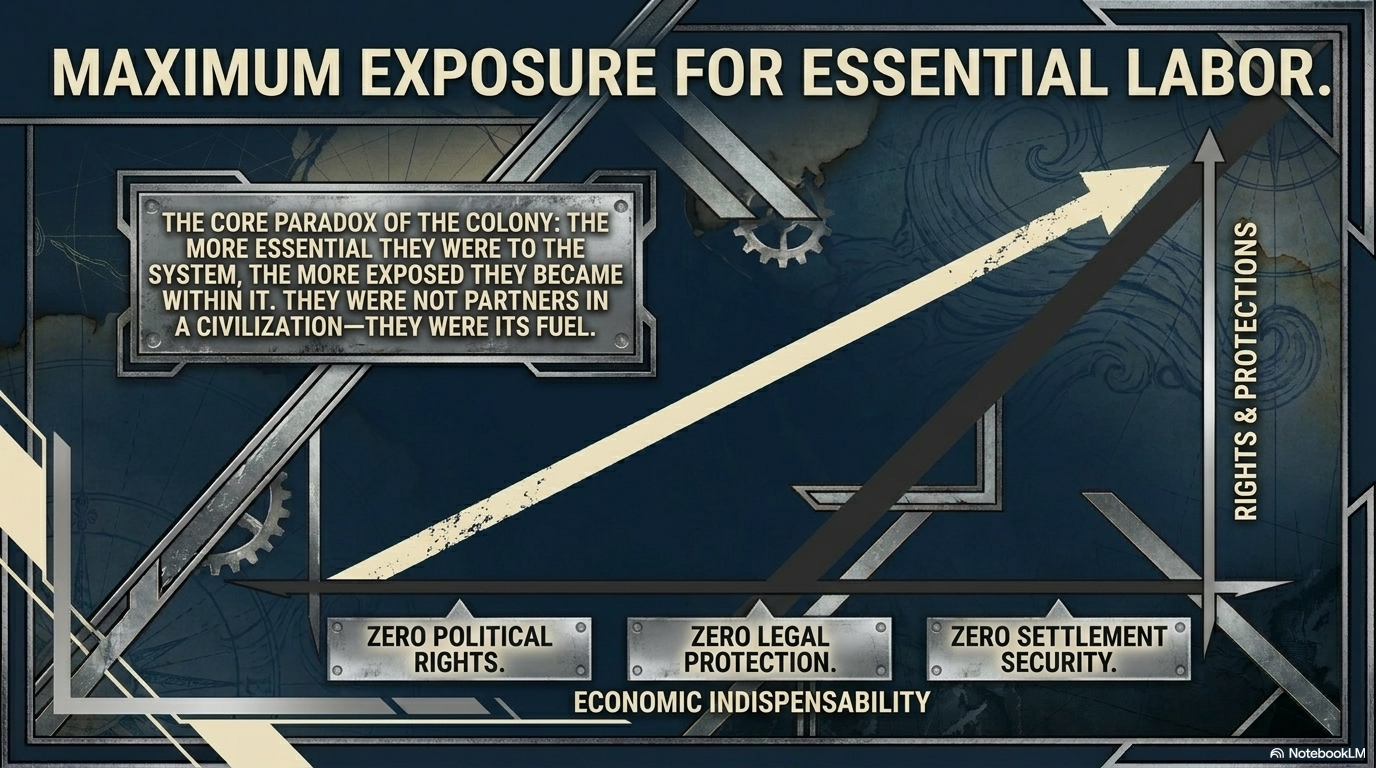 MAXIMUM EXPOSURE FOR ESSENTIAL LABOR.
THE CORE PARADOX OF THE COLONY: THE
MORE ESSENTIAL THEY WERE TO THE
SYSTEM, THE MORE EXPOSED THEY BECAME
WITHIN IT. THEY WERE NOT PARTNERS IN
A CIVILIZATION—THEY WERE ITS FUEL.
RIGHTS & PROTECTIONS
ZERO POLITICAL
RIGHTS.
ZERO LEGAL
PROTECTION.
ZERO SETTLEMENT
SECURITY.
ECONOMIC INDISPENSABILITY
NotebookLM